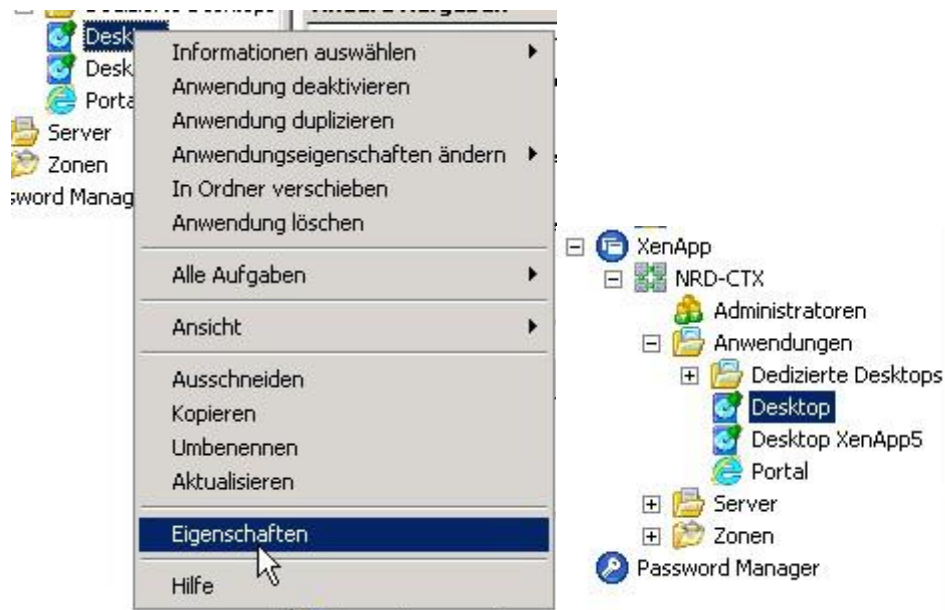 Desk
Desk
Porta
Server
Zonen
sword Manag
Informationen auswählen
Anwendung deaktivieren
Anwendung duplizieren
Anwendungseigenschaften ändern
In Ordner verschieben
Anwendung löschen
Alle Aufgaben
Ansicht
Ausschneiden
Kopieren
Umbenennen
Aktualisieren
Eigenschaften
Hilfe
XenApp
NRD-CTX
Administratoren
Anwendungen
Dedizierte Desktops
Desktop
Desktop XenApp5
Portal
Server
Zonen
Password Manager